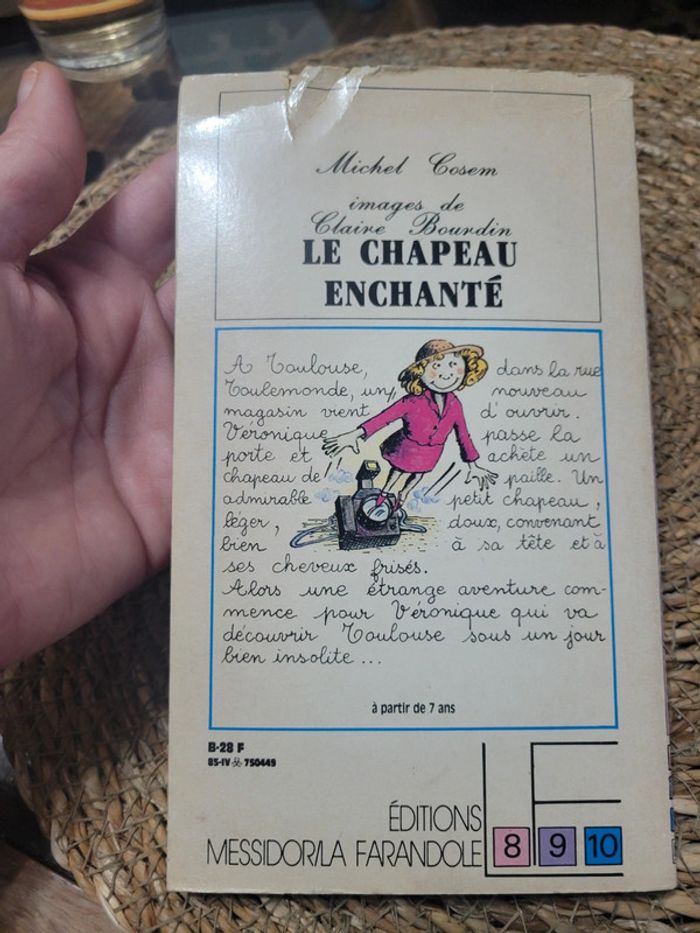 Michel Cosem
images de
Claire Bourdin
LE CHAPEAU
ENCHANTÉ
A Toulouse, dans la rue
Toulemonde, un nouveau
magasin vient d'ouvrir.
Véronique passe la
porte et achète un
chapeau de paille. Un
admirable petit chapeau,
léger, doux, convenant
bien à sa tête et à
ses cheveux frisés.
Alors une étrange aventure com-
mence pour Véronique qui va
découvrir Toulouse sous un jour
bien insolite ...
à partir de 7 ans
B-28 F
85-IV 750449
ÉDITIONS
MESSIDOR/LA FARANDOLE
LF
8 9 10